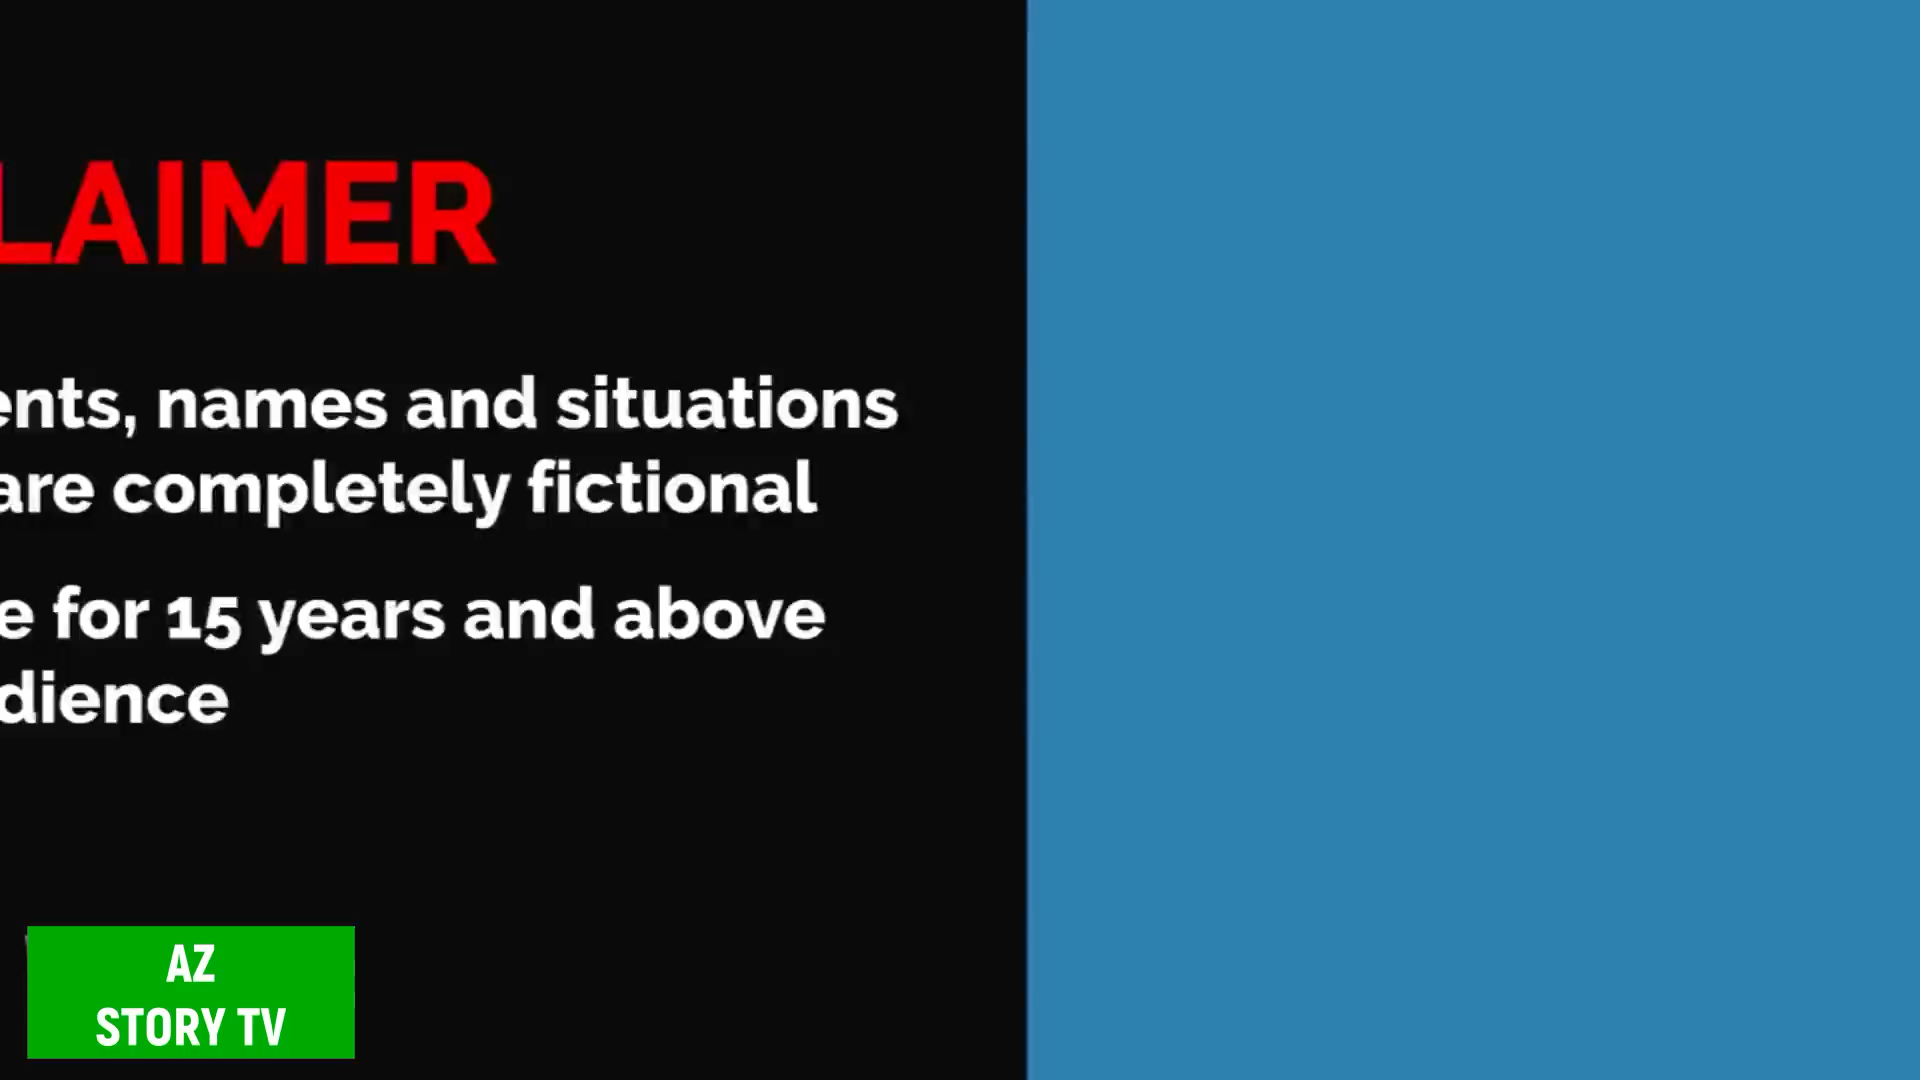 LAIMER
ents, names and situations
are completely fictional
e for 15 years and above
dience
AZ
STORY TV